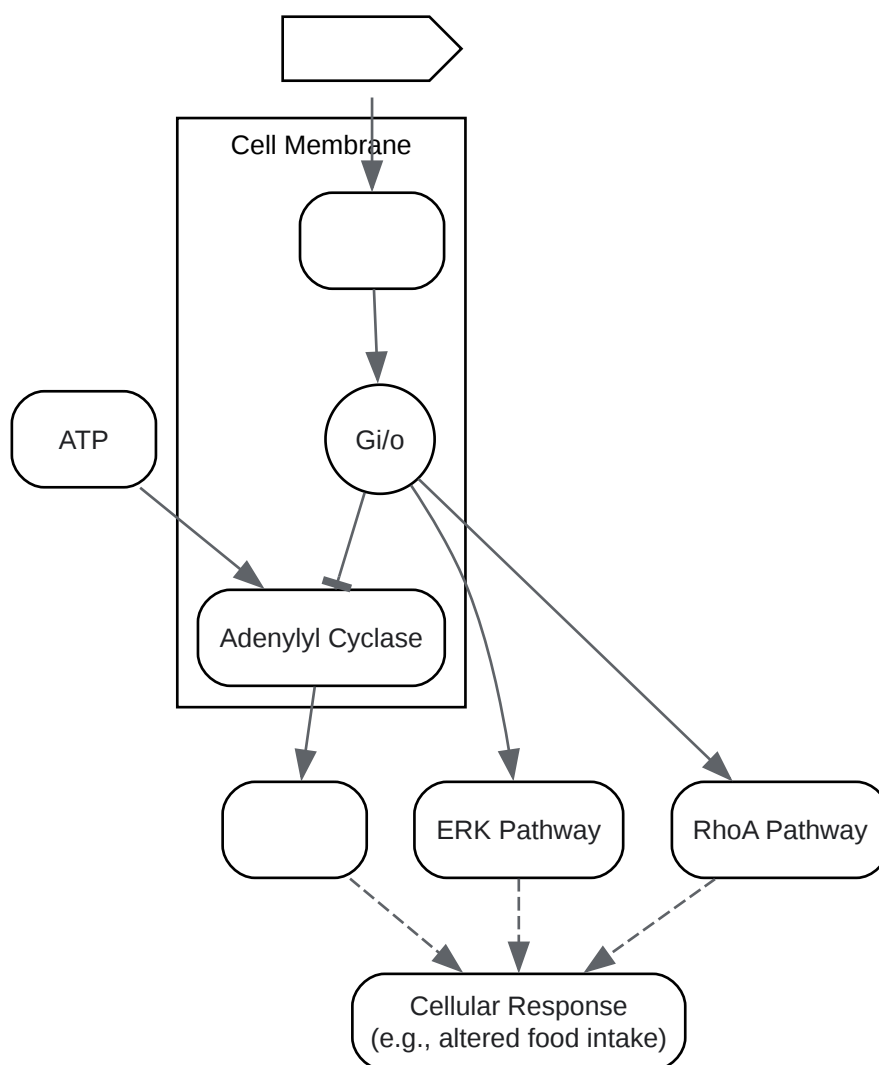 Cell Membrane
ATP
Gi/o
Adenylyl Cyclase
ERK Pathway
RhoA Pathway
Cellular Response
(e.g., altered food intake)